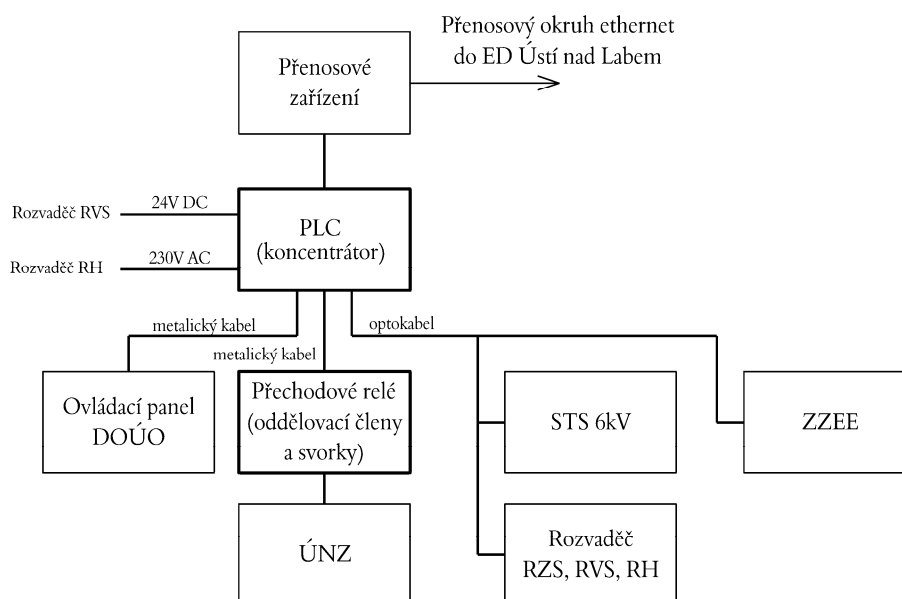 Přenosový okruh ethernet
do ED Ústí nad Labem
Přenosové
zařízení
Rozvaděč RVS
24V DC
PLC
(koncentrátor)
Rozvaděč RH
230V AC
metalický kabel
optokabel
metalický kabel
Ovládací panel
DOÚO
Přechodové relé
(oddělovací členy
a svorky)
STS 6kV
ZZEE
ÚNZ
Rozvaděč
RZS, RVS, RH